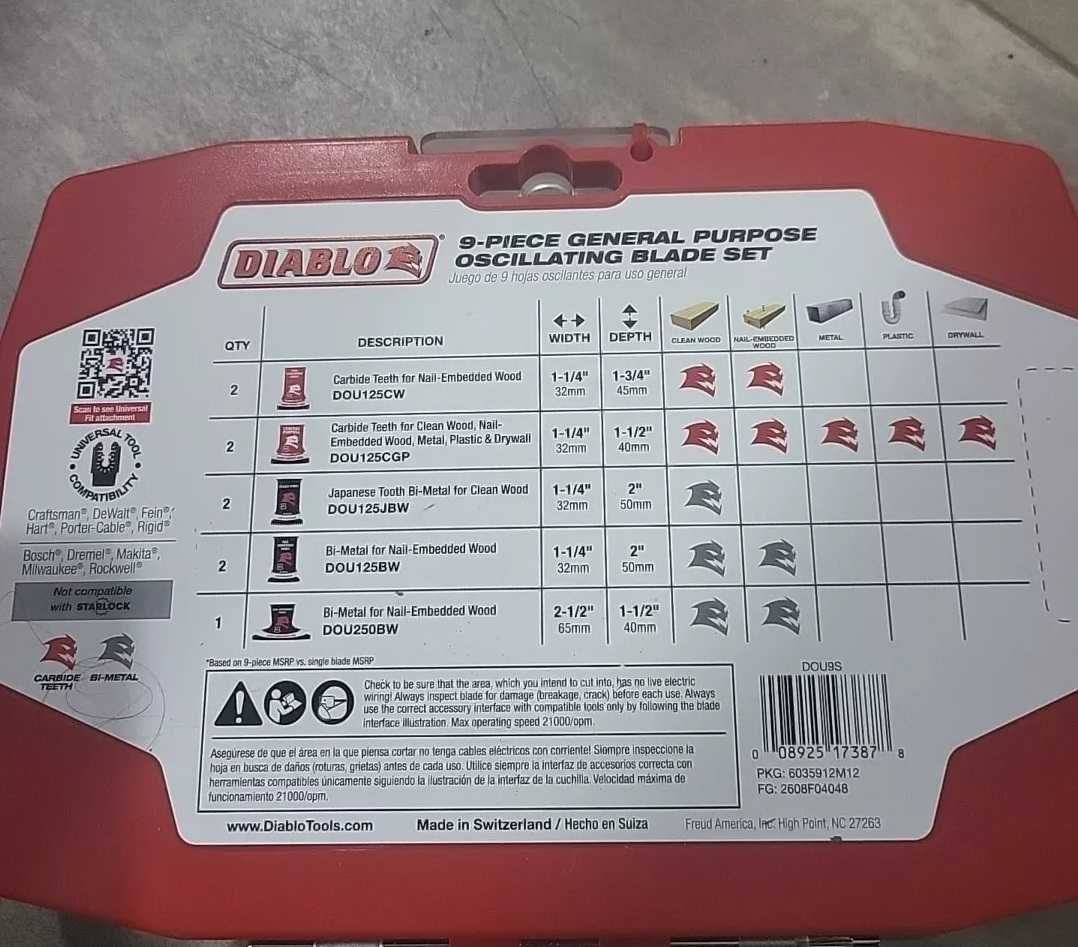 DIABLO®
9-PIECE GENERAL PURPOSE
OSCILLATING BLADE SET
Juego de 9 hojas oscilantes para uso general
QTY DESCRIPTION WIDTH DEPTH CLEAN WOOD NAIL-EMBEDDED WOOD METAL PLASTIC DRYWALL
2 Carbide Teeth for Nail-Embedded Wood 1-1/4" 1-3/4"
DOU125CW 32mm 45mm
2 Carbide Teeth for Clean Wood, Nail-
Embedded Wood, Metal, Plastic & Drywall 1-1/4" 1-1/2"
DOU125CGP 32mm 40mm
2 Japanese Tooth Bi-Metal for Clean Wood 1-1/4" 2"
DOU125JBW 32mm 50mm
2 Bi-Metal for Nail-Embedded Wood 1-1/4" 2"
DOU125BW 32mm 50mm
1 Bi-Metal for Nail-Embedded Wood 2-1/2" 1-1/2"
DOU250BW 65mm 40mm
Scan to see Universal
Fit attachment
UNIVERSAL TOOL
COMPATIBILITY
Craftsman®, DeWalt®, Fein®,
Hart®, Porter-Cable®, Rigid®
Bosch®, Dremel®, Makita®,
Milwaukee®, Rockwell®
Not compatible
with STARLOCK
CARBIDE TEETH
BI-METAL
*Based on 9-piece MSRP vs. single blade MSRP
Check to be sure that the area, which you intend to cut into, has no live electric
wiring! Always inspect blade for damage (breakage, crack) before each use. Always
use the correct accessory interface with compatible tools only by following the blade
interface illustration. Max operating speed 21000/opm.
Asegúrese de que el área en la que piensa cortar no tenga cables eléctricos con corriente! Siempre inspeccione la
hoja en busca de daños (roturas, grietas) antes de cada uso. Utilice siempre la interfaz de accesorios correcta con
herramientas compatibles únicamente siguiendo la ilustración de la interfaz de la cuchilla. Velocidad máxima de
funcionamiento 21000/opm.
DOU9S
0 08925 17387 8
PKG: 6035912M12
FG: 2608F04048
www.DiabloTools.com Made in Switzerland / Hecho en Suiza Freud America, Inc. High Point, NC 27263